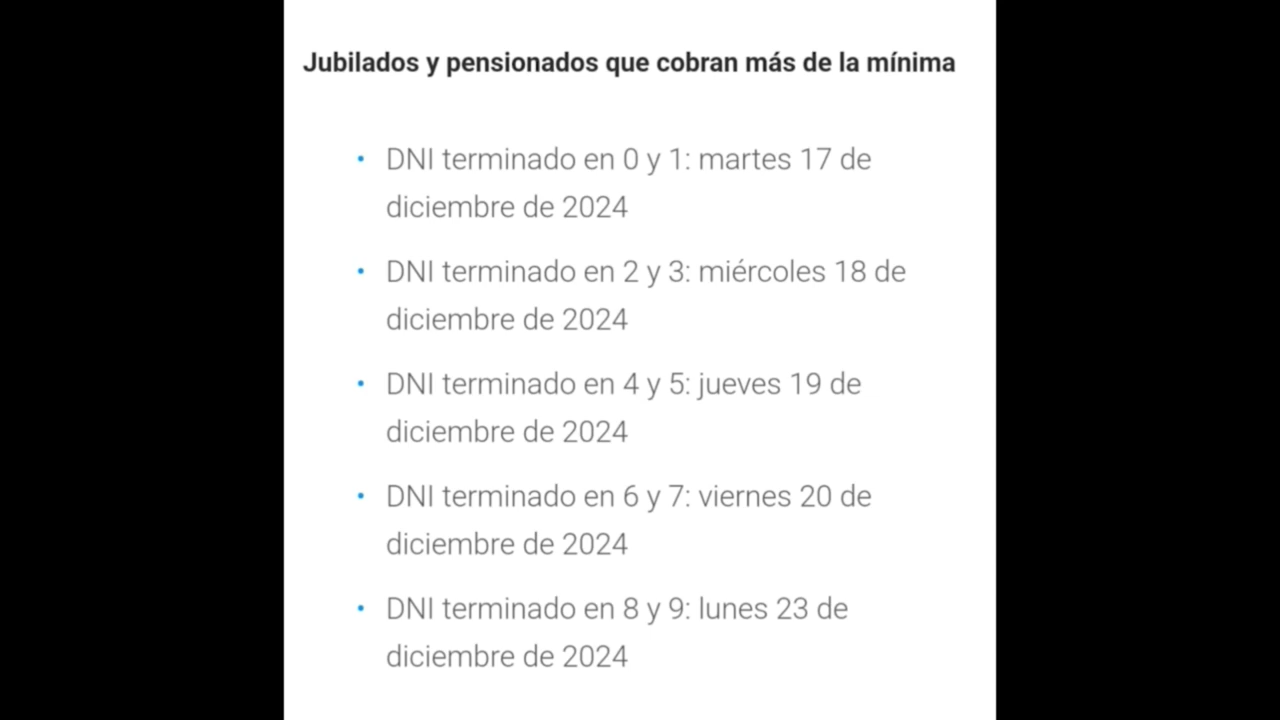 Jubilados y pensionados que cobran más de la mínima
• DNI terminado en 0 y 1: martes 17 de
diciembre de 2024
• DNI terminado en 2 y 3: miércoles 18 de
diciembre de 2024
• DNI terminado en 4 y 5: jueves 19 de
diciembre de 2024
• DNI terminado en 6 y 7: viernes 20 de
diciembre de 2024
• DNI terminado en 8 y 9: lunes 23 de
diciembre de 2024